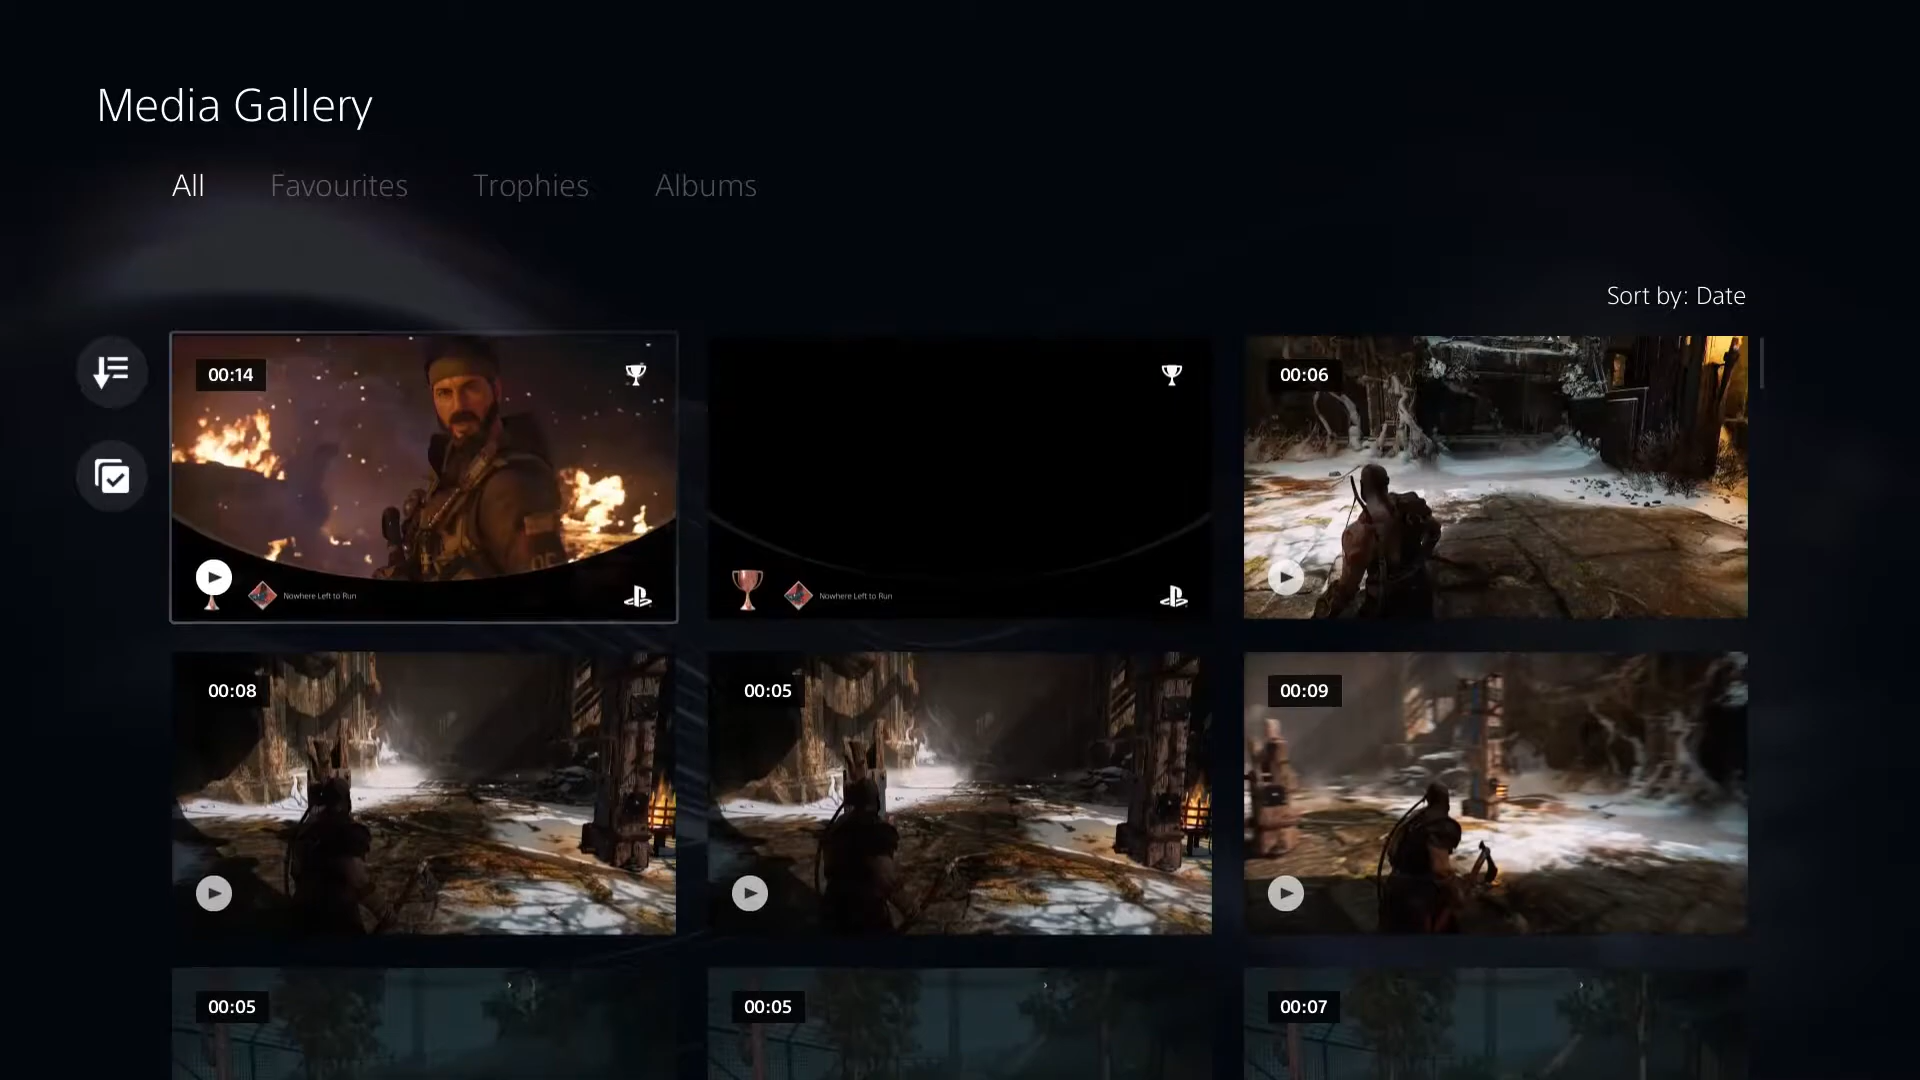 Media Gallery
All Favourites Trophies Albums
Sort by: Date
00:14
Nowhere Left to Run
Nowhere Left to Run
00:06
00:08
00:05
00:09
00:05
00:05
00:07